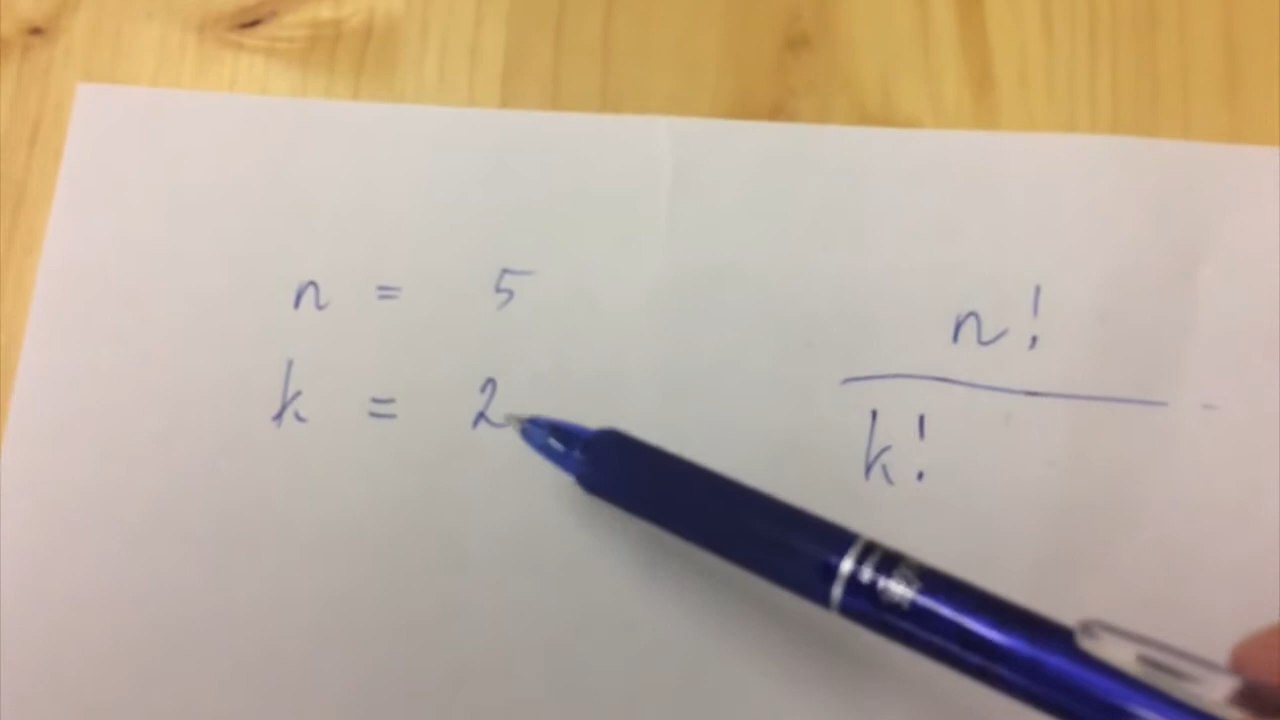 n = 5
k = 2
n!
k!